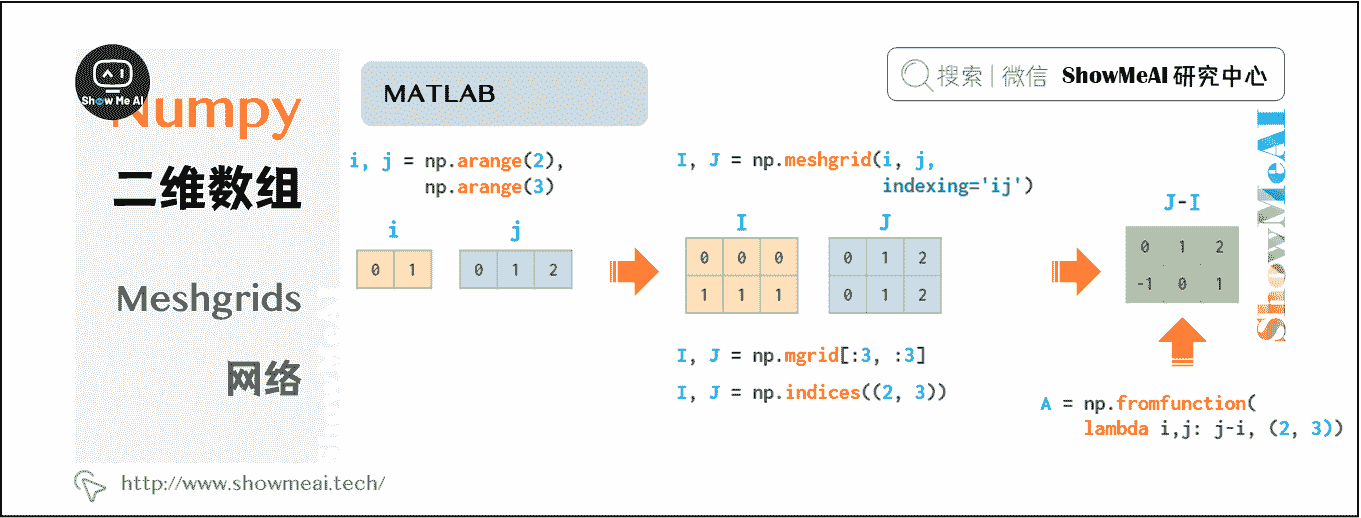 Show Me AI
Numpy
二维数组
Meshgrids
网络
http://www.showmeai.tech/
MATLAB
搜索 | 微信 ShowMeAI 研究中心
i, j = np.arange(2),
np.arange(3)
i
j
0 1
0 1 2
I, J = np.meshgrid(i, j,
indexing='ij')
I
J
0 0 0
1 1 1
0 1 2
0 1 2
I, J = np.mgrid[:3, :3]
I, J = np.indices((2, 3))
J-I
0 1 2
-1 0 1
A = np.fromfunction(
lambda i,j: j-i, (2, 3))
ShowMeAI